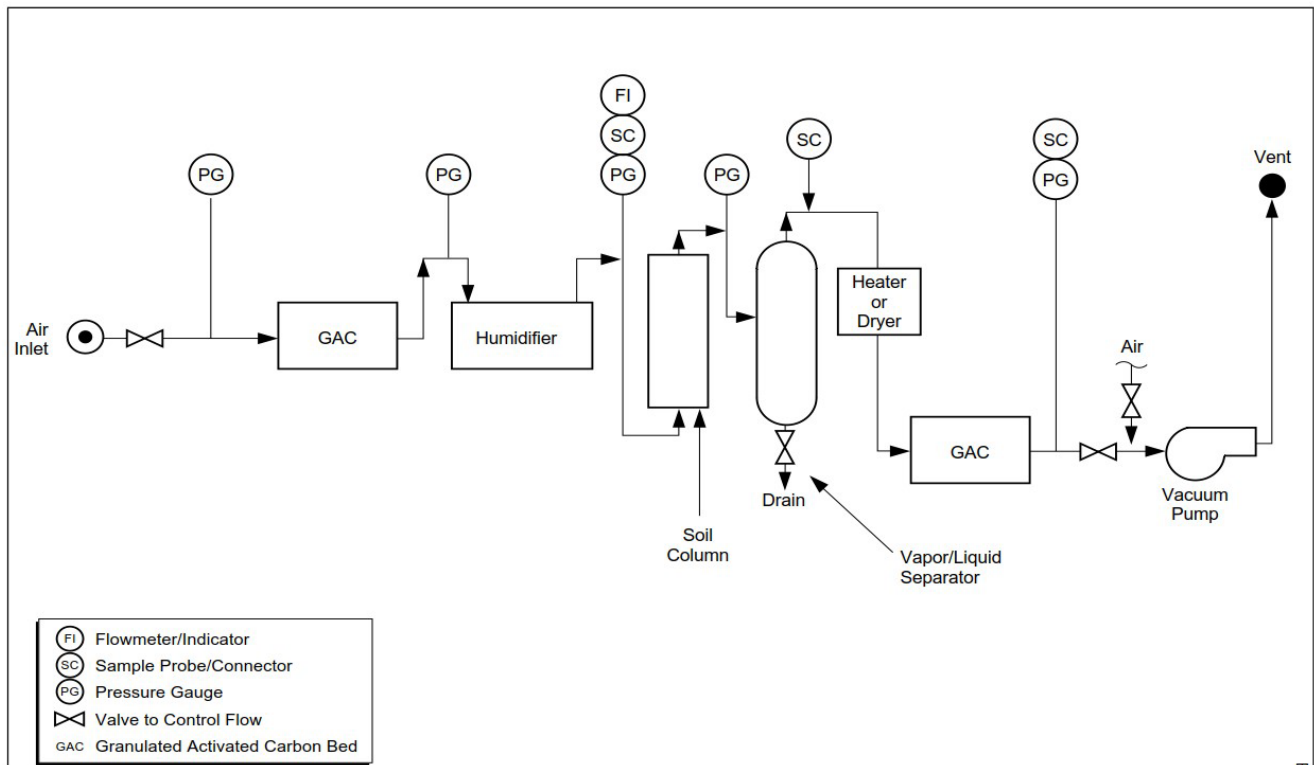 FI
SC
PG
SC
SC
PG
PG
PG
PG
Vent
Air
Inlet
GAC
Humidifier
Heater
or
Dryer
Air
GAC
Vacuum
Pump
Drain
Soil
Column
Vapor/Liquid
Separator
FI Flowmeter/Indicator
SC Sample Probe/Connector
PG Pressure Gauge
Valve to Control Flow
GAC Granulated Activated Carbon Bed